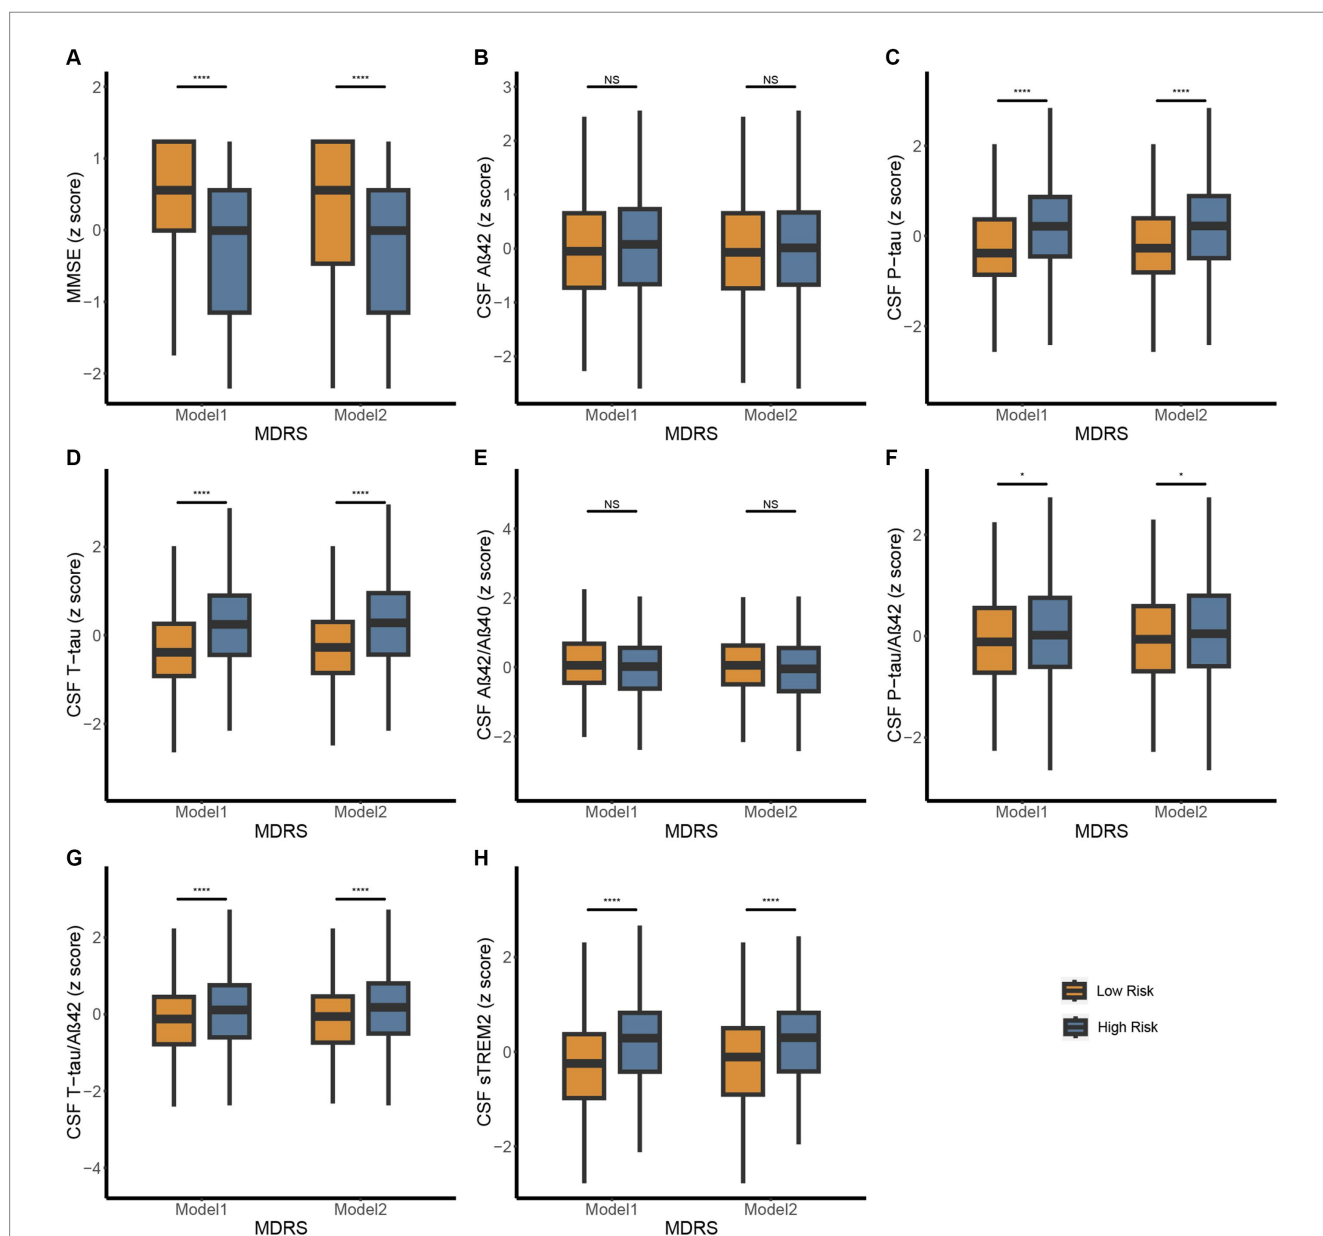 A
MMSE (z score)
2
1
0
−1
−2
****
****
Model1
Model2
MDRS
B
CSF Aß42 (z score)
3
2
1
0
−1
−2
NS
NS
Model1
Model2
MDRS
C
CSF P−tau (z score)
2
0
−2
****
****
Model1
Model2
MDRS
D
CSF T−tau (z score)
2
0
−2
****
****
Model1
Model2
MDRS
E
CSF Aß42/Aß40 (z score)
4
2
0
−2
NS
NS
Model1
Model2
MDRS
F
CSF P−tau/Aß42 (z score)
2
0
−2
*
*
Model1
Model2
MDRS
G
CSF T−tau/Aß42 (z score)
2
0
−2
−4
****
****
Model1
Model2
MDRS
H
CSF sTREM2 (z score)
2
0
−2
****
****
Model1
Model2
MDRS
Low Risk
High Risk